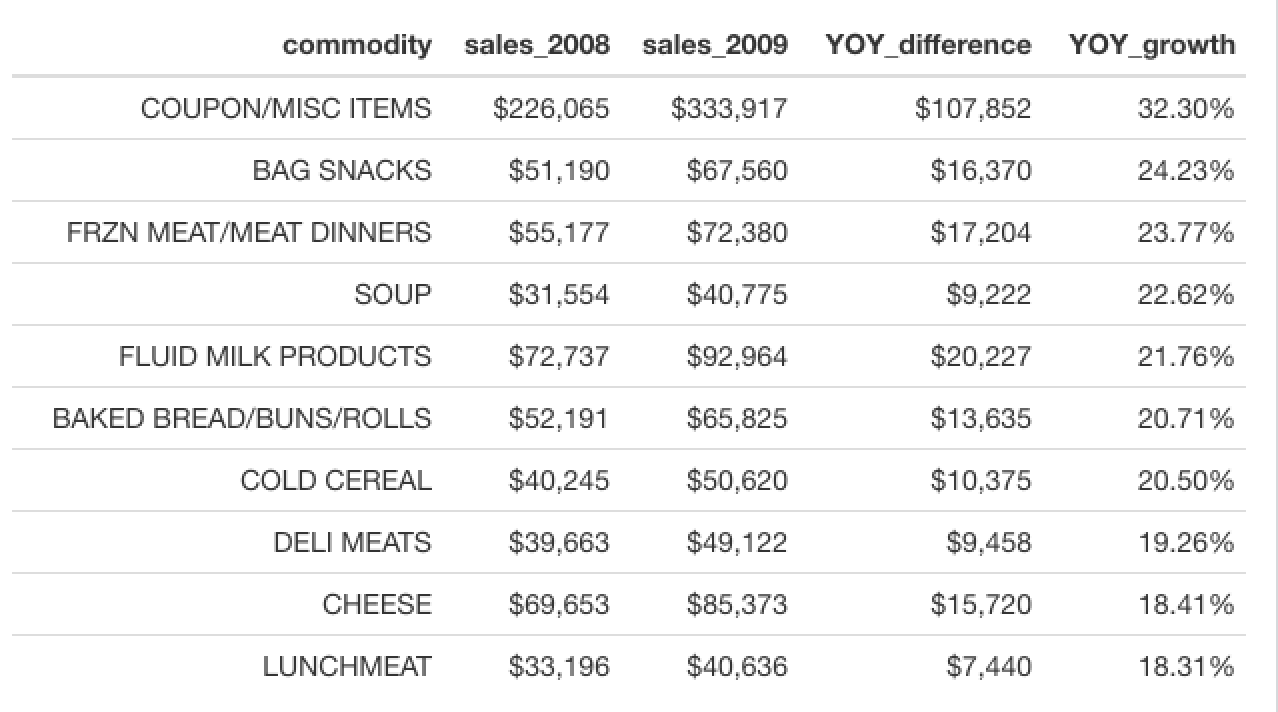 commodity sales_2008 sales_2009 YOY_difference YOY_growth
COUPON/MISC ITEMS $226,065 $333,917 $107,852 32.30%
BAG SNACKS $51,190 $67,560 $16,370 24.23%
FRZN MEAT/MEAT DINNERS $55,177 $72,380 $17,204 23.77%
SOUP $31,554 $40,775 $9,222 22.62%
FLUID MILK PRODUCTS $72,737 $92,964 $20,227 21.76%
BAKED BREAD/BUNS/ROLLS $52,191 $65,825 $13,635 20.71%
COLD CEREAL $40,245 $50,620 $10,375 20.50%
DELI MEATS $39,663 $49,122 $9,458 19.26%
CHEESE $69,653 $85,373 $15,720 18.41%
LUNCHMEAT $33,196 $40,636 $7,440 18.31%